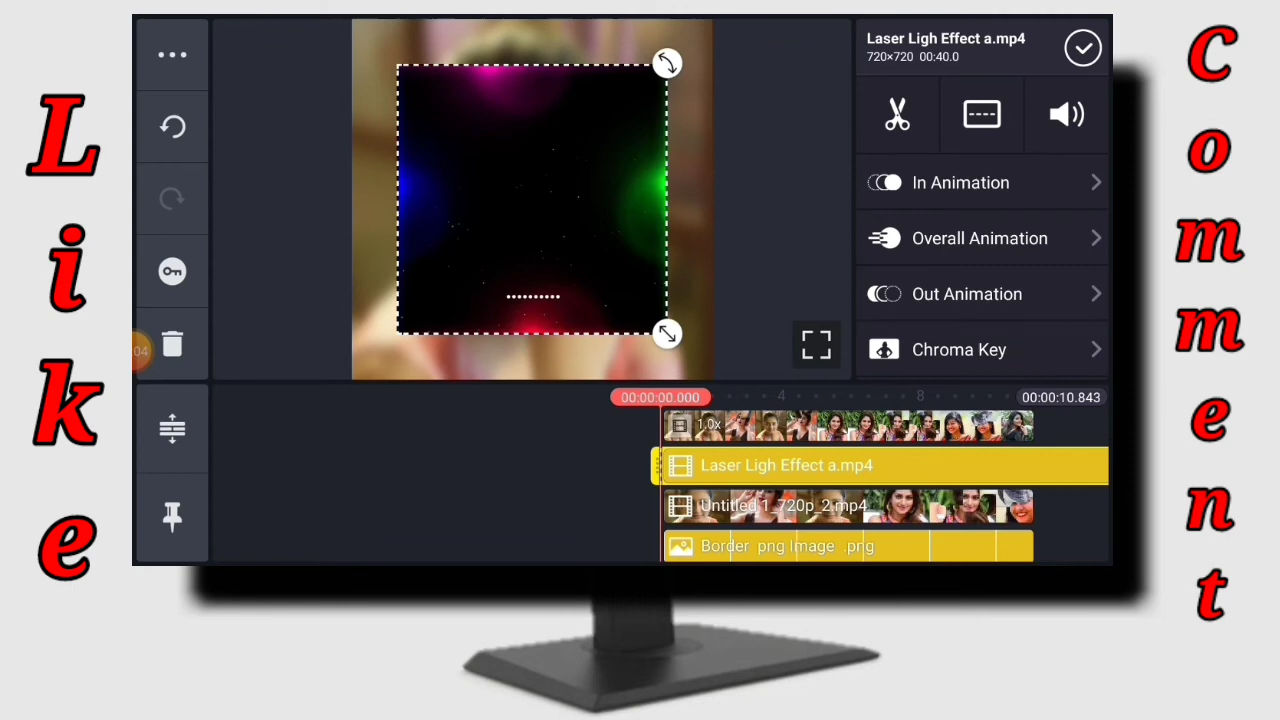 Like
Laser Ligh Effect a.mp4
720×720 00:40.0
In Animation
Overall Animation
Out Animation
Chroma Key
:04
00:00:00.000
4
8
00:00:10.843
1.0x
Laser Ligh Effect a.mp4
Untitled 1_720p_2.mp4
Border png Image .png
Comment